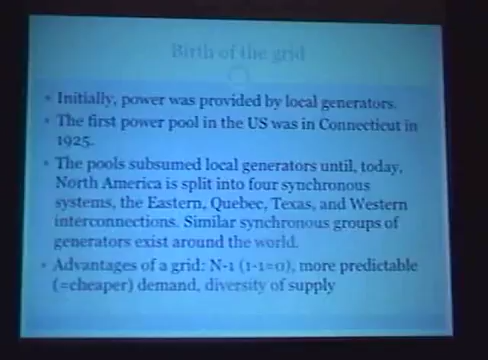 Birth of the grid
• Initially, power was provided by local generators.
• The first power pool in the US was in Connecticut in
1925.
• The pools subsumed local generators until, today,
North America is split into four synchronous
systems, the Eastern, Quebec, Texas, and Western
interconnections. Similar synchronous groups of
generators exist around the world.
• Advantages of a grid: N-1 (1-1=0), more predictable
(=cheaper) demand, diversity of supply